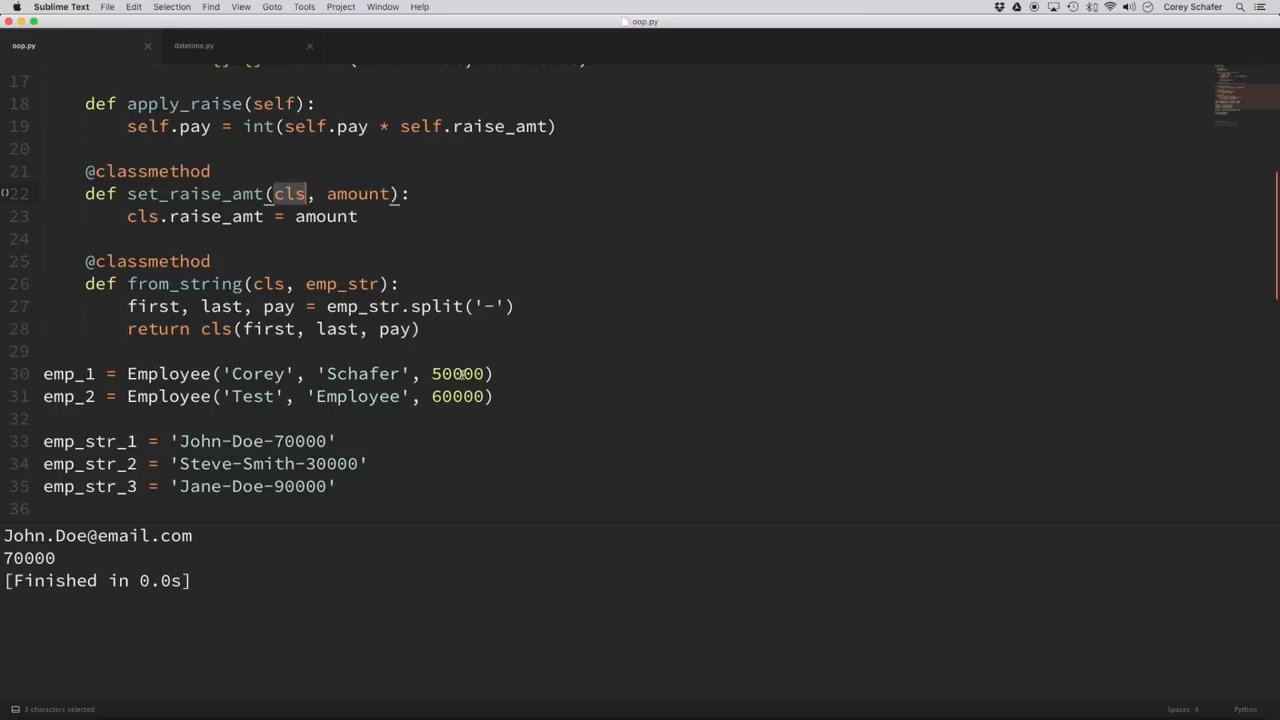 Sublime Text File Edit Selection Find View Goto Tools Project Window Help Corey Schafer
oop.py
oop.py datetime.py
17
18 def apply_raise(self):
19 self.pay = int(self.pay * self.raise_amt)
20
21 @classmethod
22 def set_raise_amt(cls, amount):
23 cls.raise_amt = amount
24
25 @classmethod
26 def from_string(cls, emp_str):
27 first, last, pay = emp_str.split('-')
28 return cls(first, last, pay)
29
30 emp_1 = Employee('Corey', 'Schafer', 50000)
31 emp_2 = Employee('Test', 'Employee', 60000)
32
33 emp_str_1 = 'John-Doe-70000'
34 emp_str_2 = 'Steve-Smith-30000'
35 emp_str_3 = 'Jane-Doe-90000'
36
John.Doe@email.com
70000
[Finished in 0.0s]
3 characters selected Spaces: 4 Python